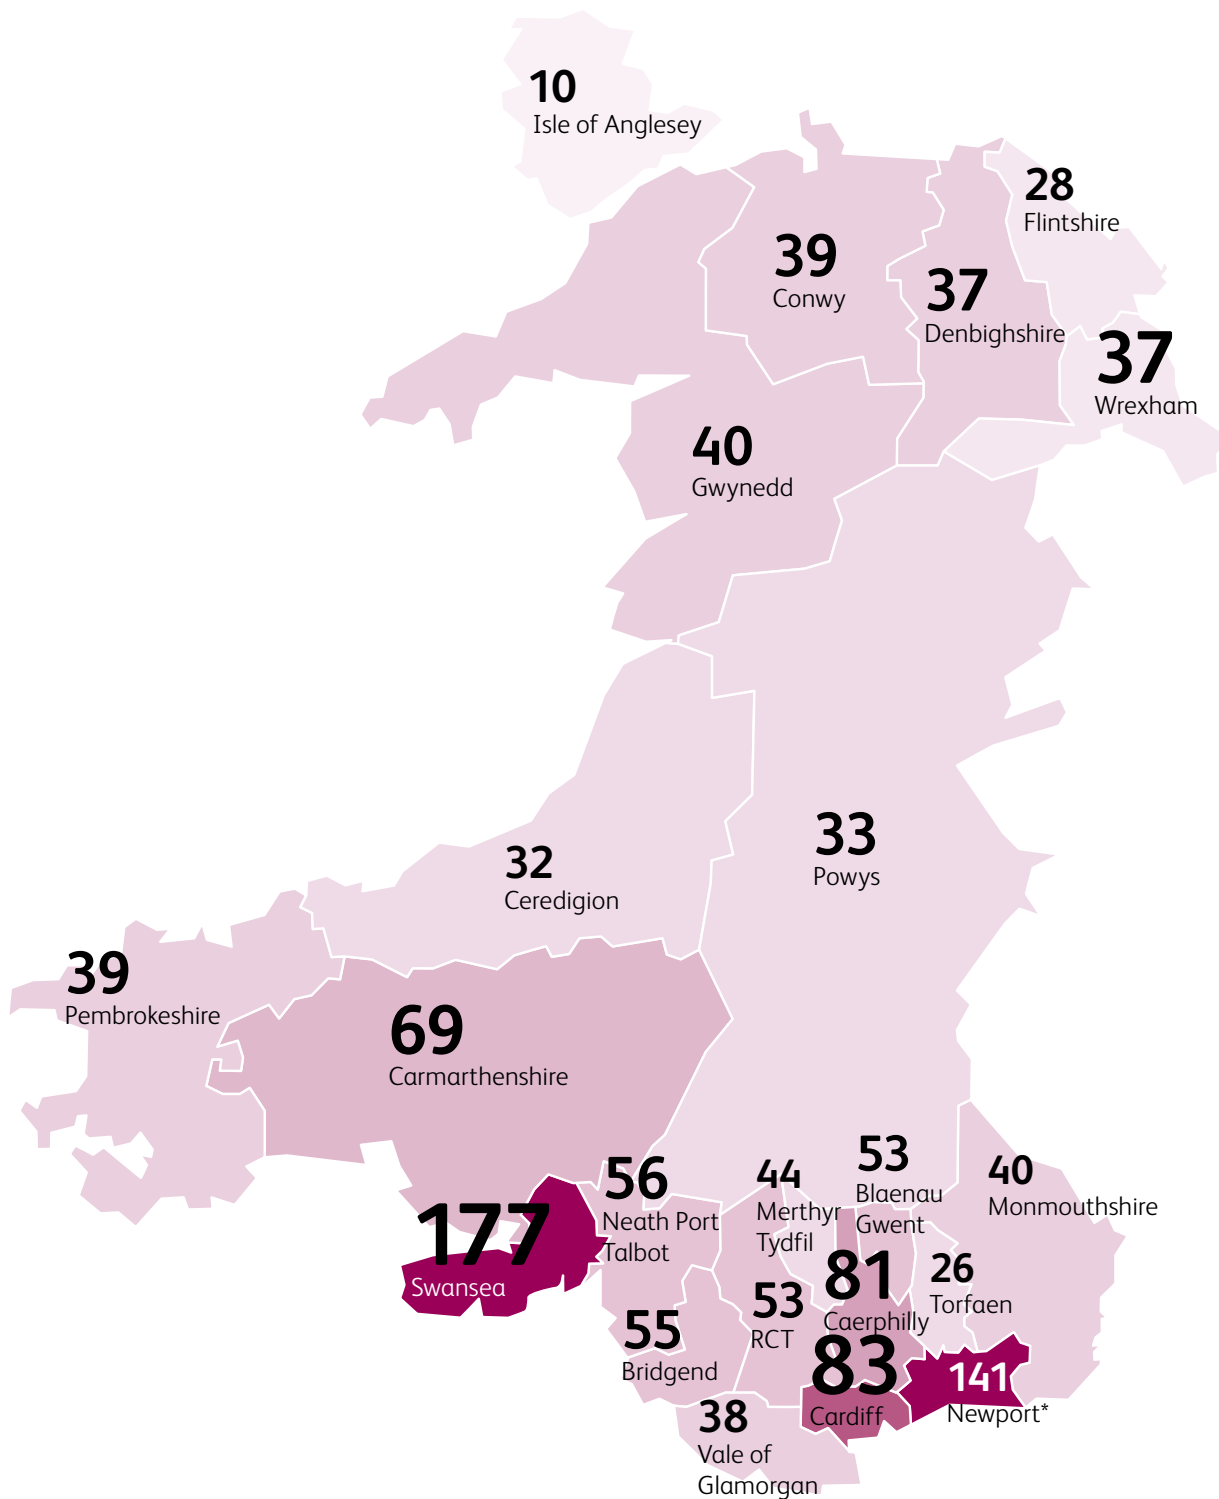 10
Isle of Anglesey
28
Flintshire
39
Conwy
37
Denbighshire
37
Wrexham
40
Gwynedd
33
Powys
32
Ceredigion
39
Pembrokeshire
69
Carmarthenshire
177
Swansea
56
Neath Port
Talbot
44
Merthyr
Tydfil
53
Blaenau
Gwent
40
Monmouthshire
81
Caerphilly
26
Torfaen
53
RCT
55
Bridgend
83
Cardiff
141
Newport*
38
Vale of
Glamorgan